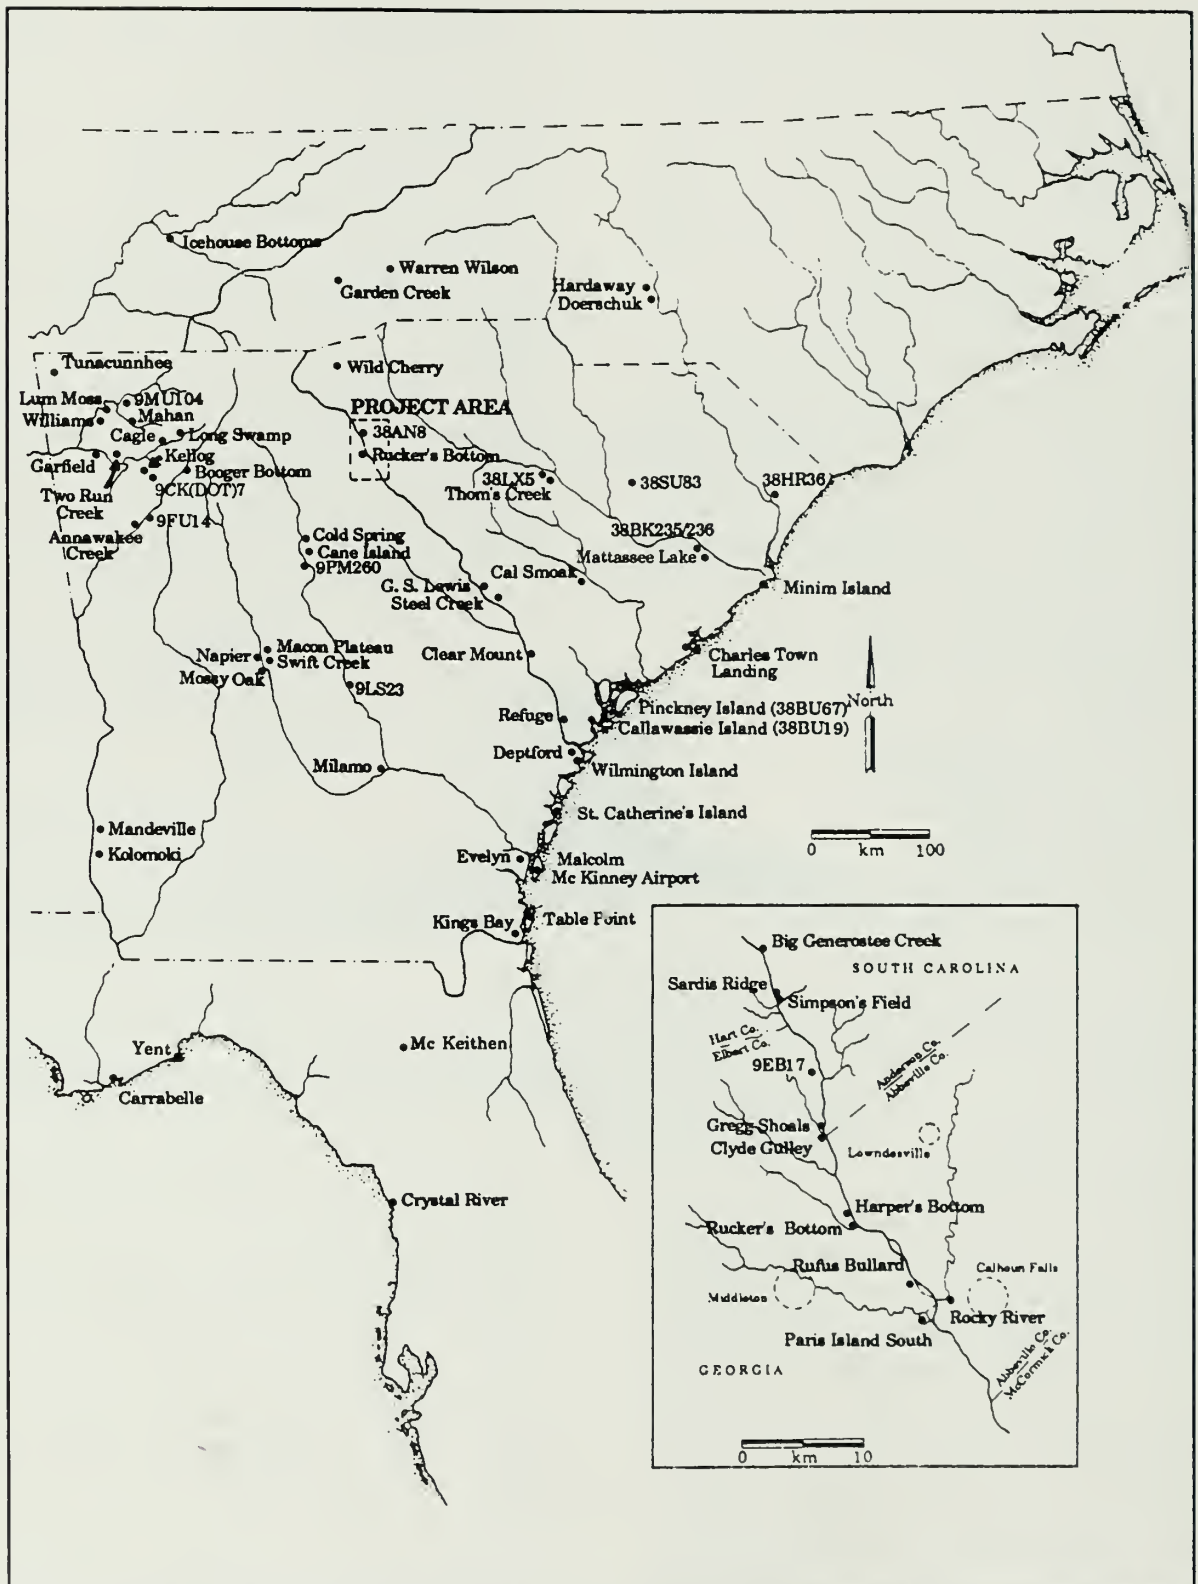 Icehouse Bottoms
Warren Wilson
Garden Creek
Hardaway
Doerschuk
Tunacunnhee
Wild Cherry
Lum Moss
9MU104
Williams
Mahan
PROJECT AREA
Cagle
Long Swamp
38AN8
Garfield
Kellog
Rucker's Bottom
Booger Bottom
Two Run
Creek
9CK(DOT)7
38LX5
Thom's Creek
38SU83
38HR36
Annawakee
Creek
9FU14
Cold Spring
Cane Island
9PM260
38BK235/236
Mattassee Lake
Cal Smoak
G. S. Lewis
Steel Creek
Minim Island
Napier
Macon Plateau
Swift Creek
Mossy Oak
Clear Mount
Charles Town
Landing
9LS23
North
Refuge
Pinckney Island (38BU67)
Callawassie Island (38BU19)
Deptford
Milamo
Wilmington Island
St. Catherine's Island
Mandeville
Kolomoki
0 km 100
Evelyn
Malcolm
Mc Kinney Airport
Kings Bay
Table Point
Yent
Mc Keithen
Carrabelle
Crystal River
Big Generostee Creek
SOUTH CAROLINA
Sardis Ridge
Simpson's Field
Hart Co.
Elbert Co.
Anderson Co.
Abbeville Co.
9EB17
Gregg Shoals
Clyde Gulley
Lowndesville
Harper's Bottom
Rucker's Bottom
Rufus Bullard
Calhoun Falls
Middleton
Rocky River
Paris Island South
GEORGIA
Abbeville Co.
McCormick Co.
0 km 10